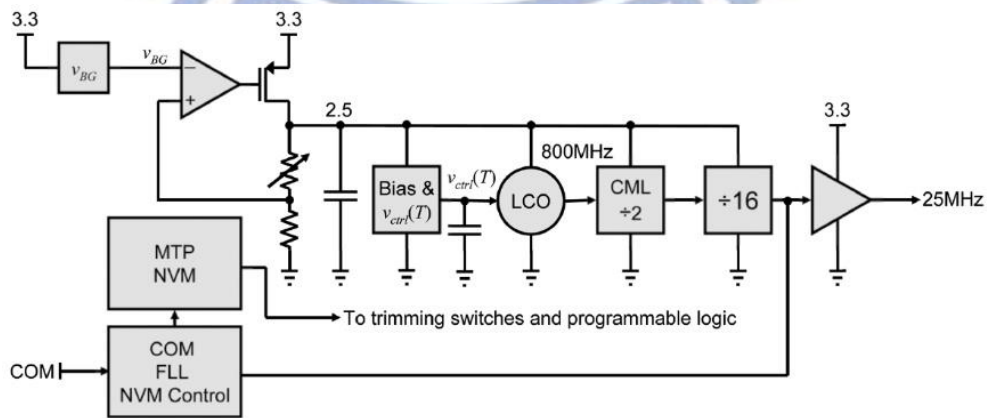 3.3
3.3
v_BG
v_BG
−
+
2.5
800MHz
3.3
Bias &
v_ctrl(T)
v_ctrl(T)
LCO
CML
÷2
÷16
25MHz
MTP
NVM
To trimming switches and programmable logic
COM
COM
FLL
NVM Control